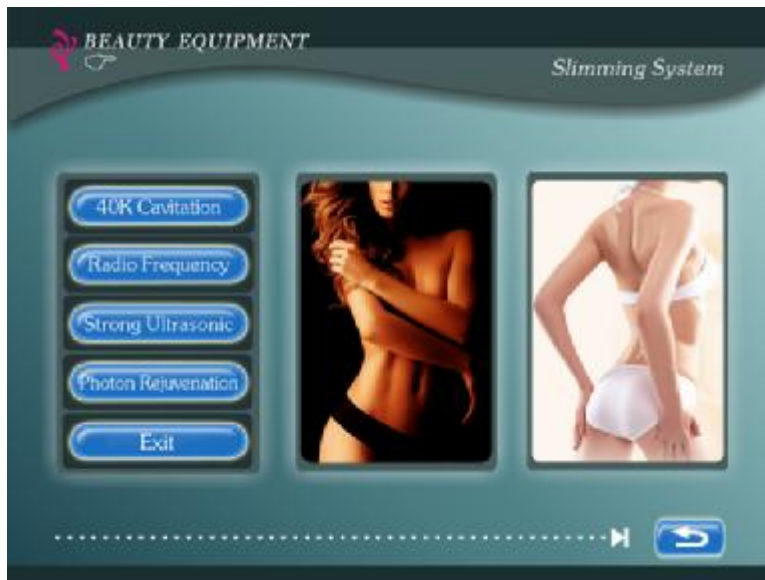 BEAUTY EQUIPMENT
Slimming System
40K Cavitation
Radio Frequency
Strong Ultrasonic
Photon Rejuvenation
Exit